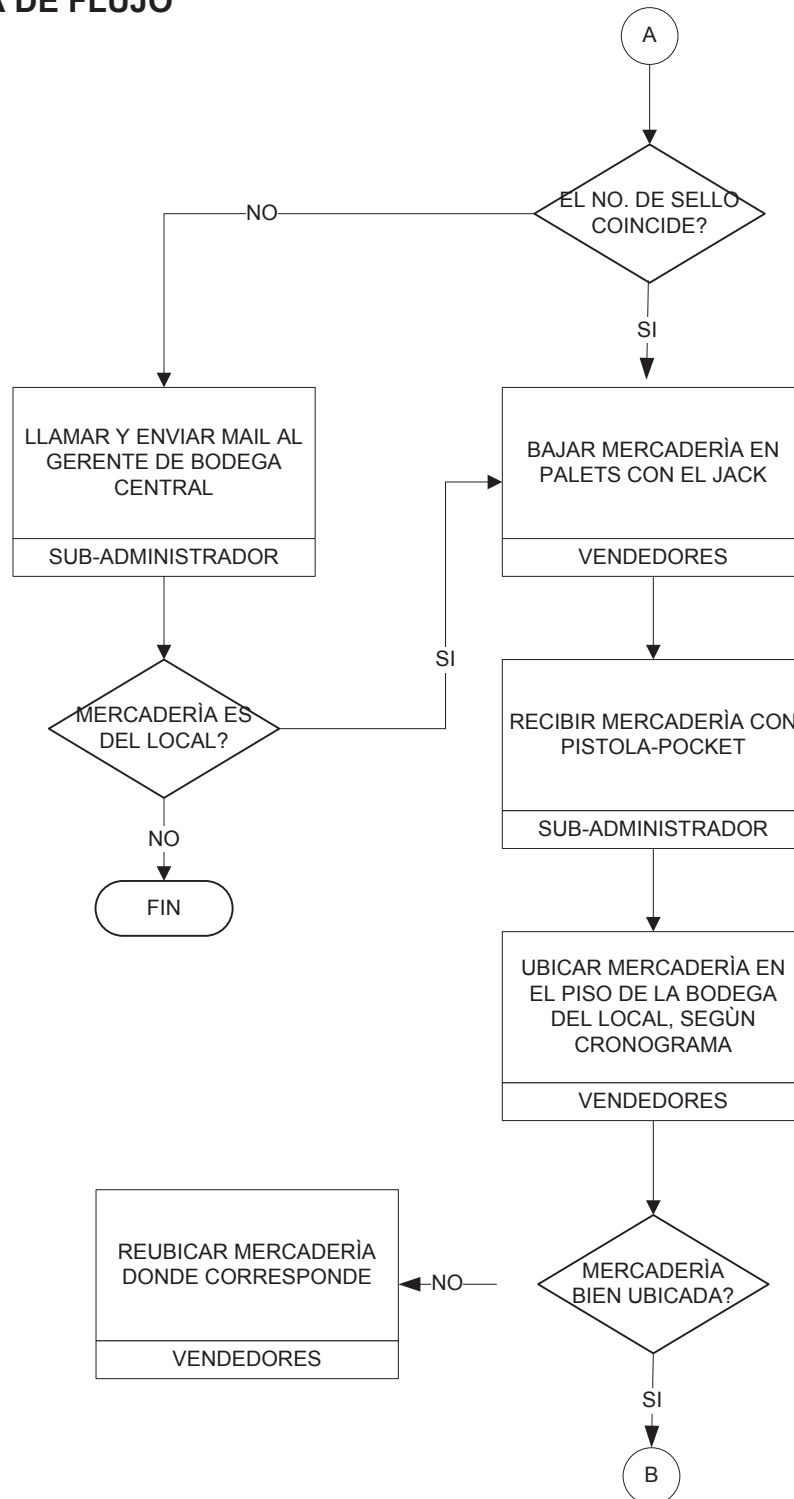 A DE FLUJO
A
EL NO. DE SELLO
COINCIDE?
NO
SI
LLAMAR Y ENVIAR MAIL AL
GERENTE DE BODEGA
CENTRAL
SUB-ADMINISTRADOR
BAJAR MERCADERÌA EN
PALETS CON EL JACK
VENDEDORES
SI
MERCADERÌA ES
DEL LOCAL?
NO
FIN
RECIBIR MERCADERÌA CON
PISTOLA-POCKET
SUB-ADMINISTRADOR
UBICAR MERCADERÌA EN
EL PISO DE LA BODEGA
DEL LOCAL, SEGÙN
CRONOGRAMA
VENDEDORES
MERCADERÌA
BIEN UBICADA?
NO
REUBICAR MERCADERÌA
DONDE CORRESPONDE
VENDEDORES
SI
B